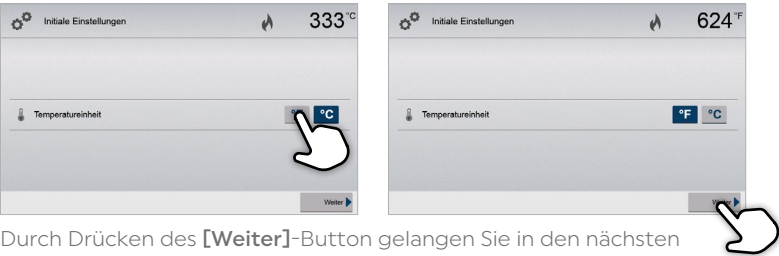 Initiale Einstellungen 333°C
Temperatureinheit °C
Weiter
Initiale Einstellungen 624°F
Temperatureinheit °F °C
Weiter
Durch Drücken des [Weiter]-Button gelangen Sie in den nächsten